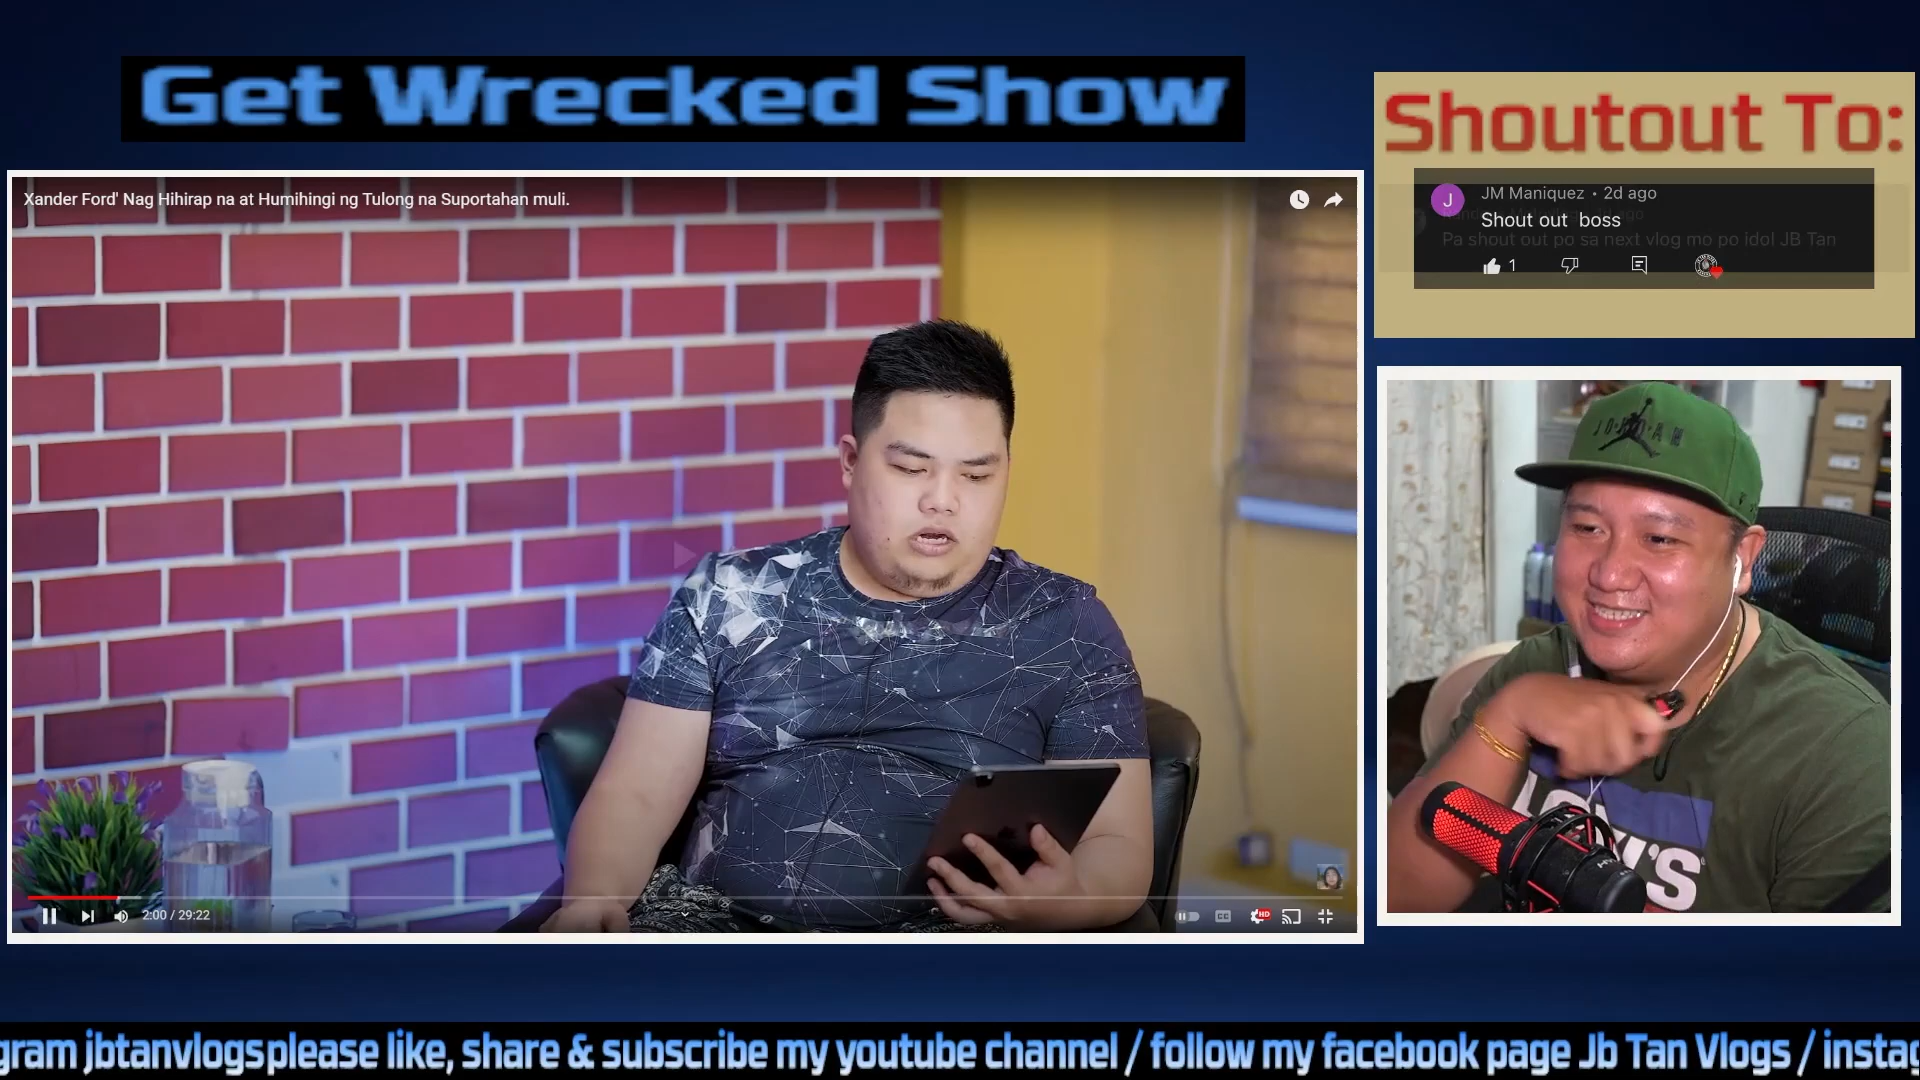 Get Wrecked Show
Shoutout To:
JM Maniquez • 2d ago
Shout out boss
Pa shout out po sa next vlog mo po idol JB Tan
1
Xander Ford' Nag Hihirap na at Humihingi ng Tulong na Suportahan muli.
JORDAN
2:00 / 29:22
CC
HD
gram jbtanvlogsplease like, share & subscribe my youtube channel / follow my facebook page Jb Tan Vlogs / instag